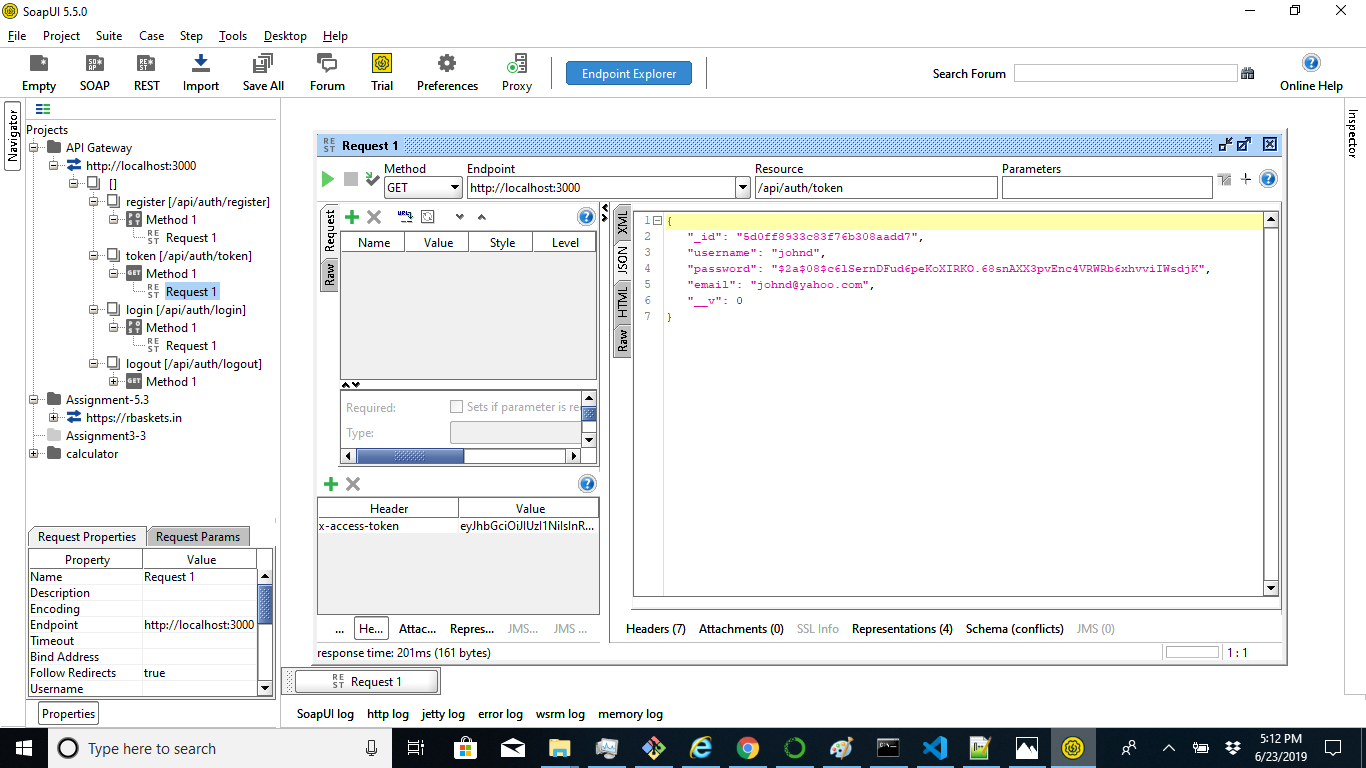 SoapUI 5.5.0
File Project Suite Case Step Tools Desktop Help
Empty SOAP REST Import Save All Forum Trial Preferences Proxy Endpoint Explorer Search Forum Online Help
Navigator
Inspector
Projects
API Gateway
http://localhost:3000
[]
register [/api/auth/register]
POST Method 1
REST Request 1
token [/api/auth/token]
GET Method 1
REST Request 1
login [/api/auth/login]
POST Method 1
REST Request 1
logout [/api/auth/logout]
GET Method 1
Assignment-5.3
https://rbaskets.in
Assignment3-3
calculator
Request Properties Request Params
Property Value
Name Request 1
Description
Encoding
Endpoint http://localhost:3000
Timeout
Bind Address
Follow Redirects true
Username
Properties
REST Request 1
Method Endpoint Resource Parameters
GET http://localhost:3000 /api/auth/token
Request
Raw
Name Value Style Level
Required: Sets if parameter is re
Type:
Header Value
x-access-token
... He... Attac... Repres... JMS... JMS ...
XML
JSON
HTML
Raw
1 {
2 "_id": "5d0ff8933c83f76b308aadd7",
3 "username": "johnd",
4 "password":
5 "email": "johnd@yahoo.com",
6 "__v": 0
7 }
Headers (7) Attachments (0) SSL Info Representations (4) Schema (conflicts) JMS (0)
response time: 201ms (161 bytes) 1 : 1
REST Request 1
SoapUI log http log jetty log error log wsrm log memory log
Type here to search
5:12 PM
6/23/2019